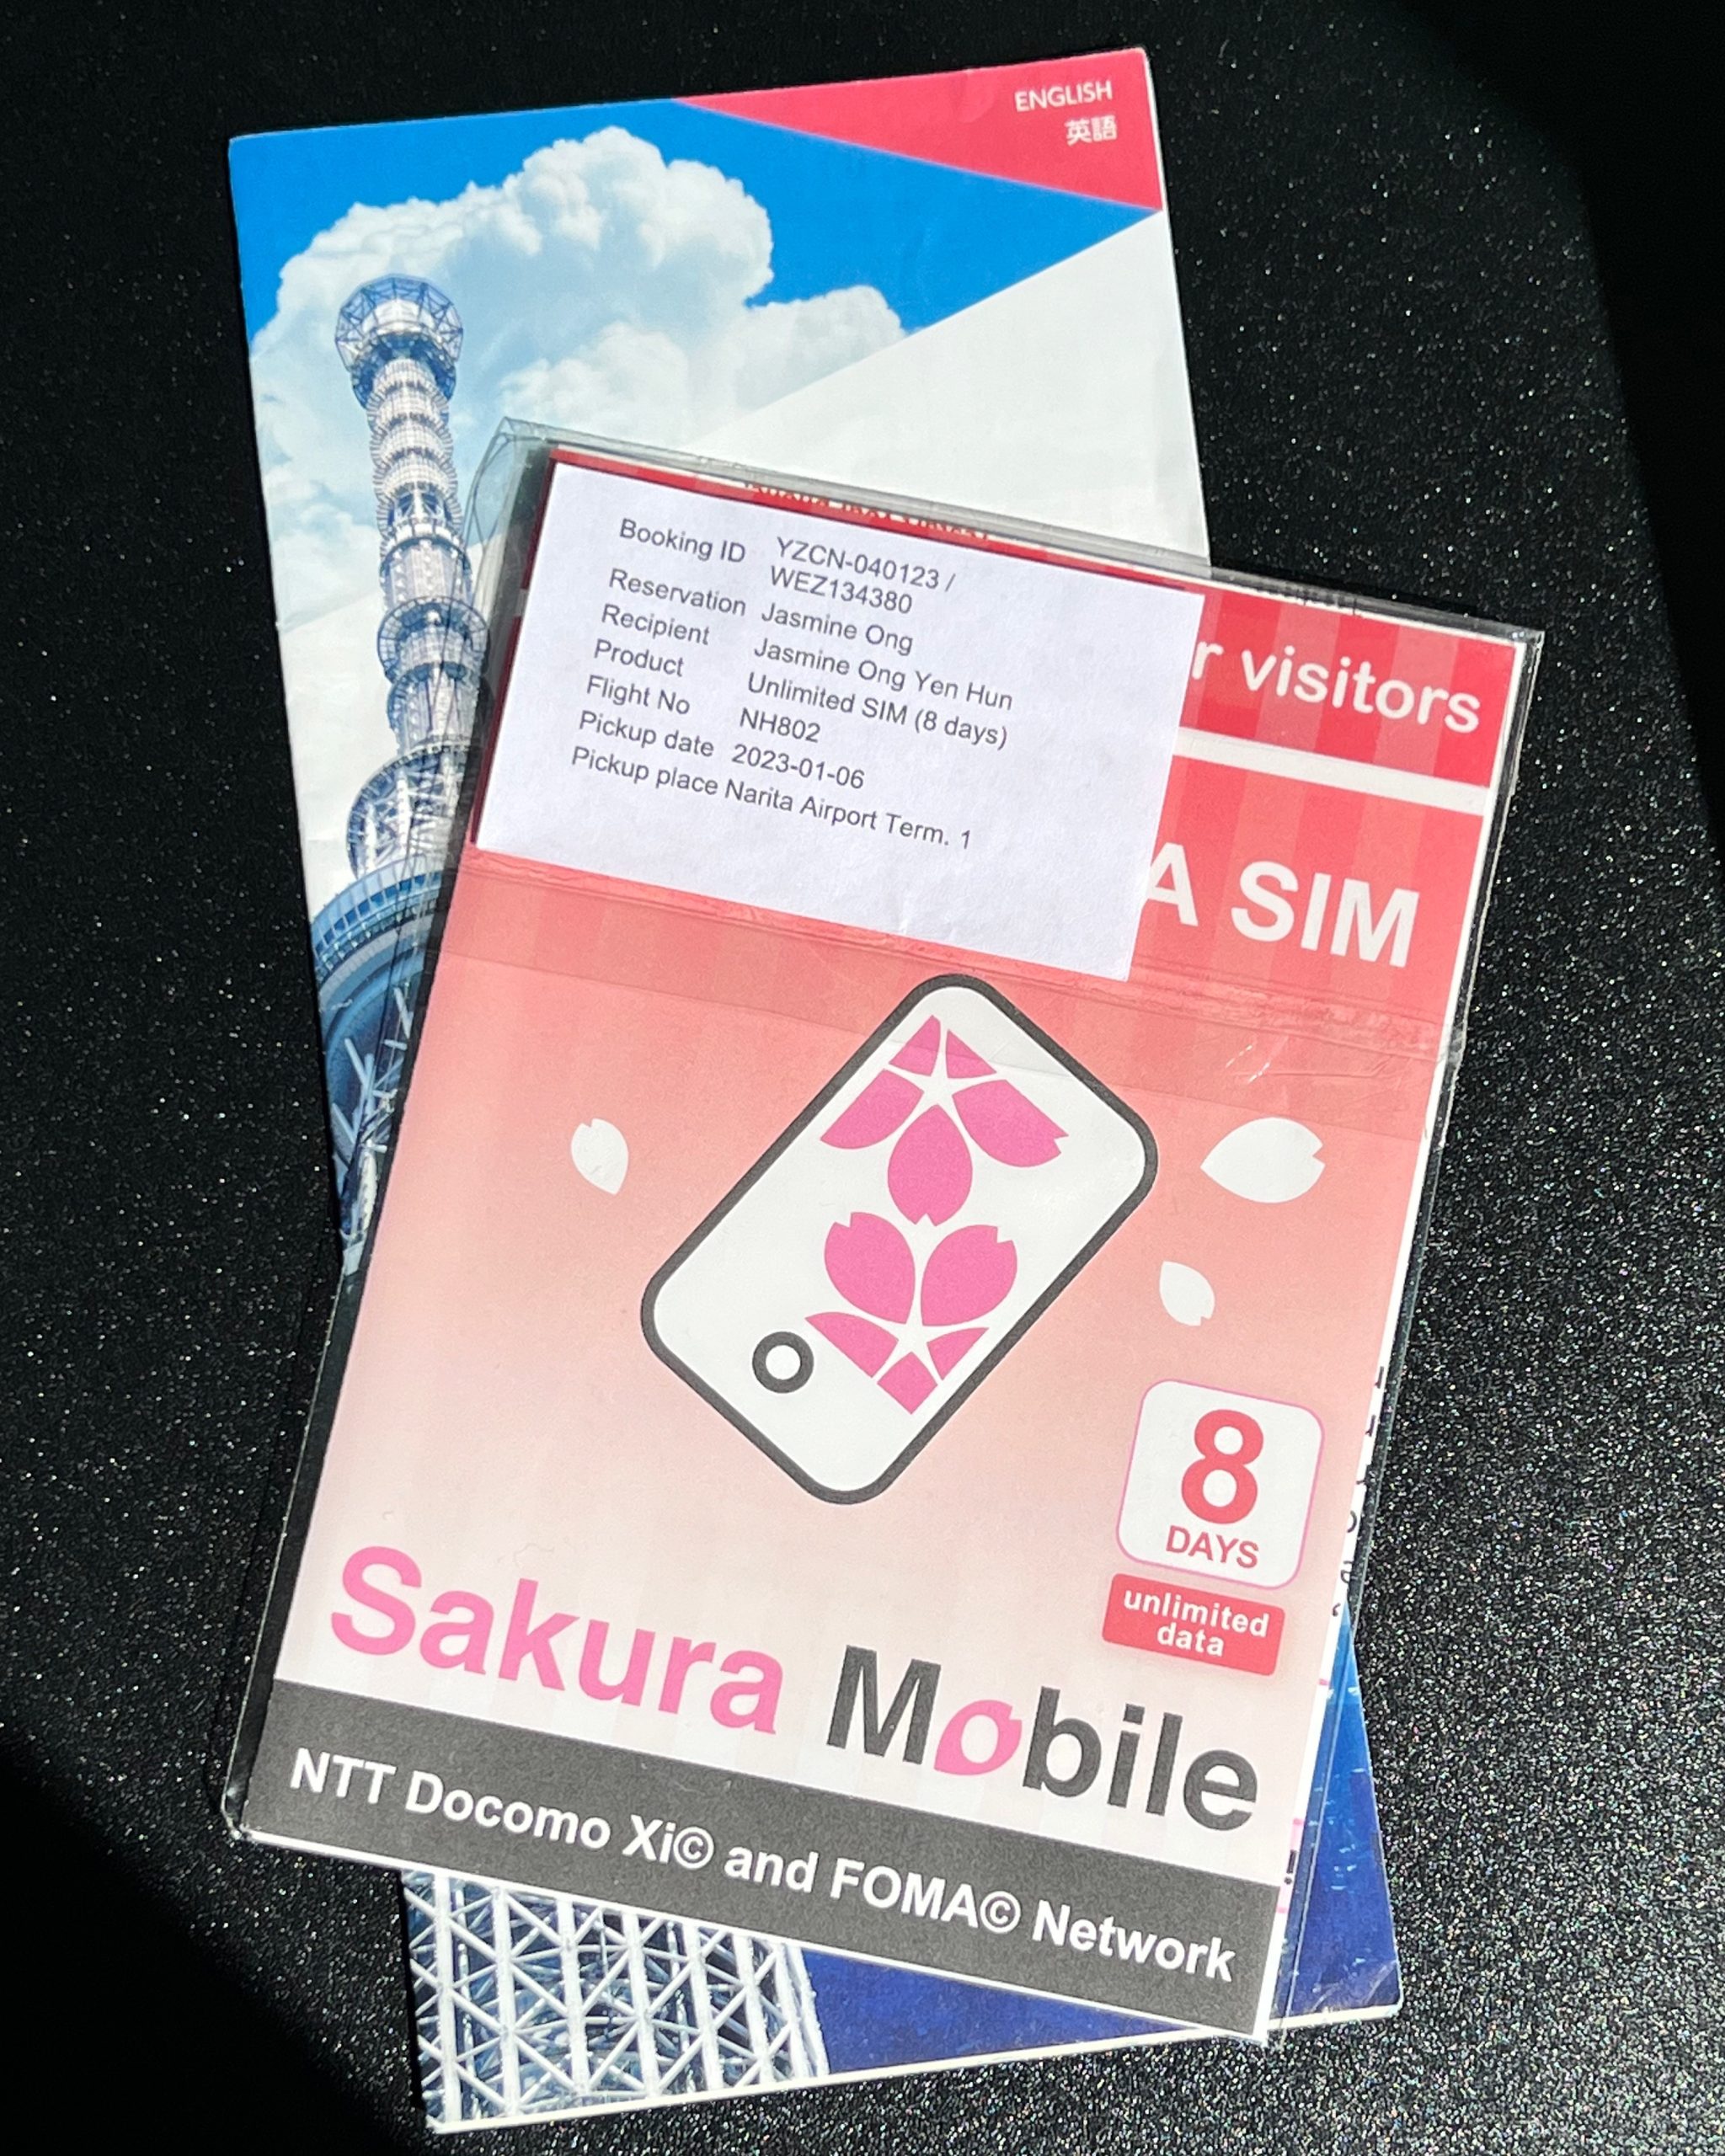 ENGLISH
英語
Booking ID YZCN-040123 /
WEZ134380
Reservation Jasmine Ong
Recipient Jasmine Ong Yen Hun
Product Unlimited SIM (8 days)
Flight No NH802
Pickup date 2023-01-06
Pickup place Narita Airport Term. 1
visitors
SIM
8
DAYS
unlimited
data
Sakura Mobile
NTT Docomo Xi© and FOMA© Network